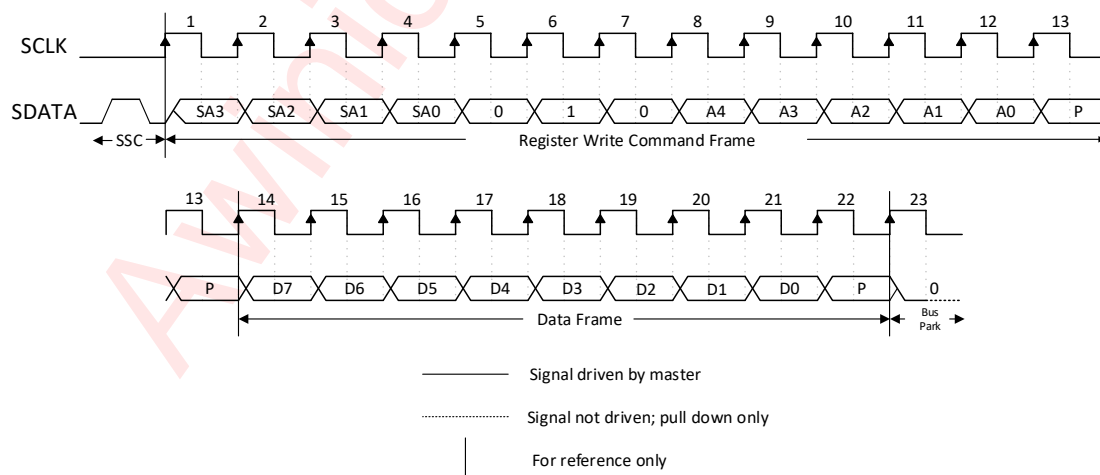 1 2 3 4 5 6 7 8 9 10 11 12 13
SCLK
SDATA SA3 SA2 SA1 SA0 0 1 0 A4 A3 A2 A1 A0 P
SSC Register Write Command Frame
13 14 15 16 17 18 19 20 21 22 23
P D7 D6 D5 D4 D3 D2 D1 D0 P 0
Data Frame Bus
Park
Signal driven by master
Signal not driven; pull down only
For reference only